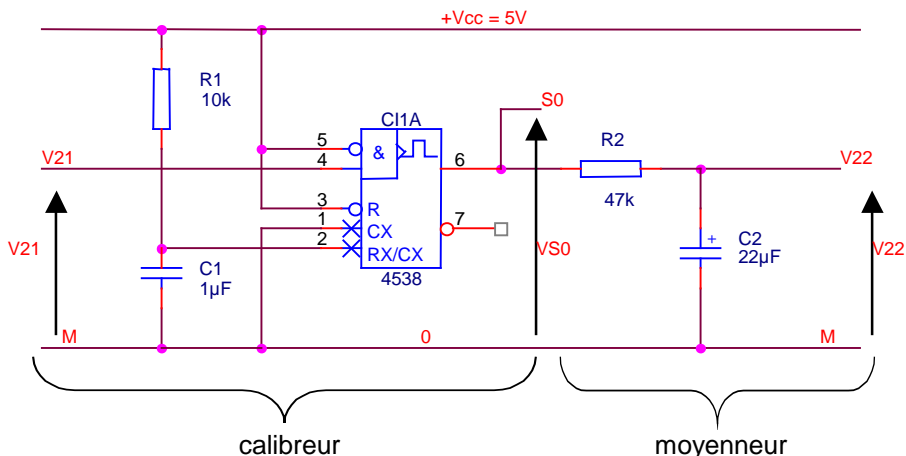 +Vcc = 5V
R1
10k
S0
CI1A
R2
5
&
6
V21
4
V22
47k
3
R
1
CX
7
2
RX/CX
C1
1µF
4538
V21
VS0
+
C2
22µF
V22
M
0
M
calibreur
moyenneur